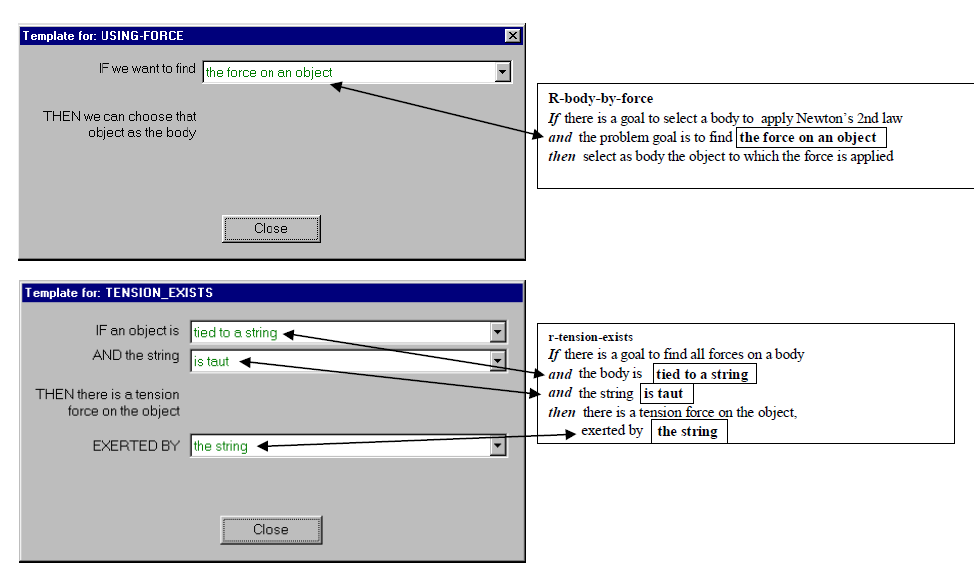 Template for: USING-FORCE
IF we want to find the force on an object
THEN we can choose that
object as the body
Close
R-body-by-force
If there is a goal to select a body to apply Newton's 2nd law
and the problem goal is to find the force on an object
then select as body the object to which the force is applied
Template for: TENSION_EXISTS
IF an object is tied to a string
AND the string is taut
THEN there is a tension
force on the object
EXERTED BY the string
Close
r-tension-exists
If there is a goal to find all forces on a body
and the body is tied to a string
and the string is taut
then there is a tension force on the object,
exerted by the string